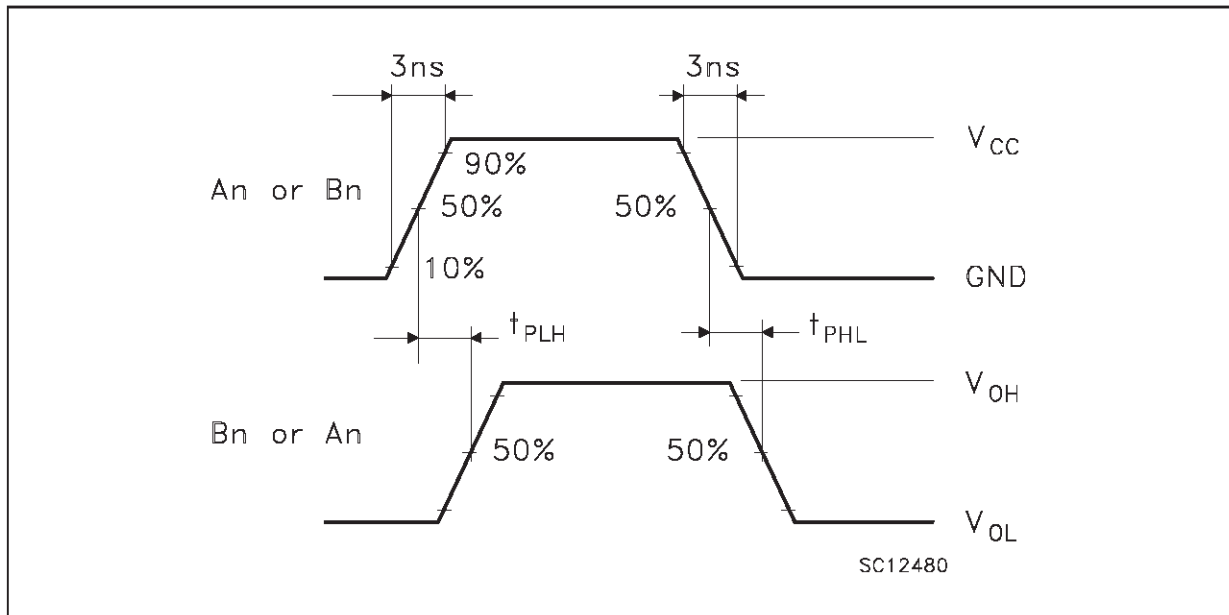 3ns 3ns
V_CC
90%
An or Bn 50% 50%
10% GND
t_PLH t_PHL
V_OH
Bn or An 50% 50%
V_OL
SC12480